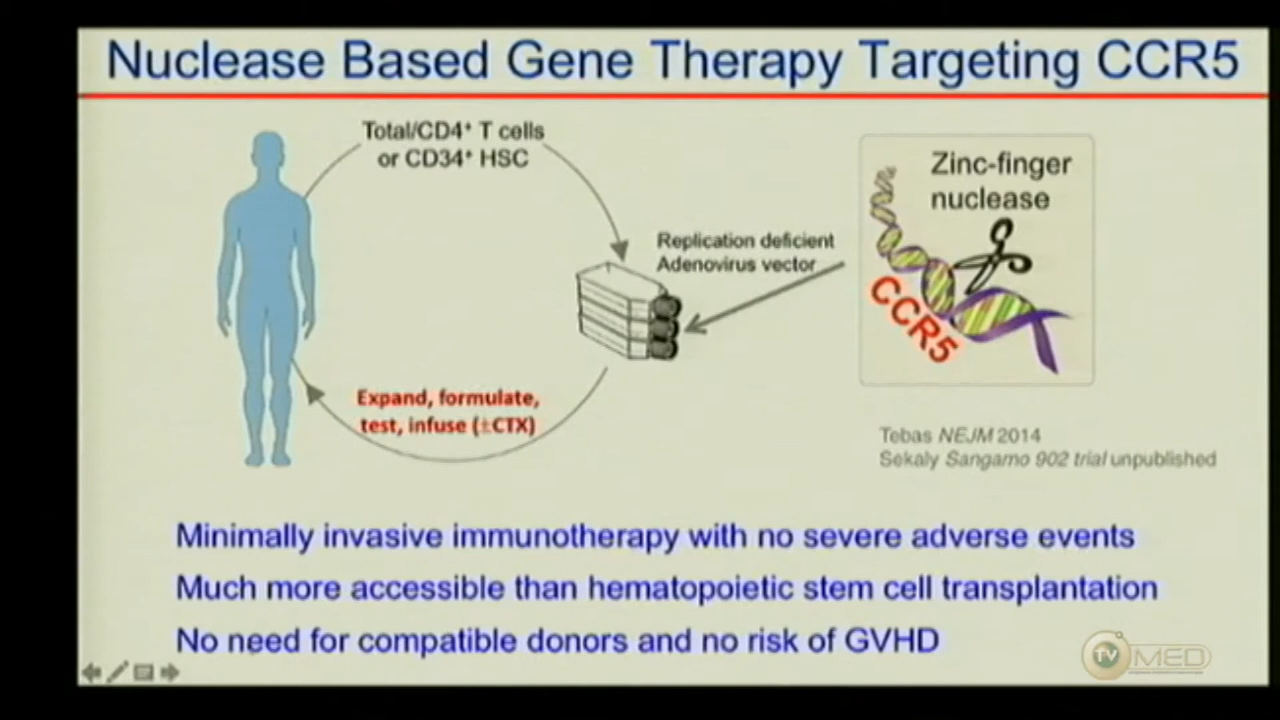 Nuclease Based Gene Therapy Targeting CCR5
Total/CD4⁺ T cells
or CD34⁺ HSC
Zinc-finger
nuclease
Replication deficient
Adenovirus vector
CCR5
Expand, formulate,
test, infuse (±CTX)
Tebas NEJM 2014
Sekaly Sangamo 902 trial unpublished
Minimally invasive immunotherapy with no severe adverse events
Much more accessible than hematopoietic stem cell transplantation
No need for compatible donors and no risk of GVHD
TV MED